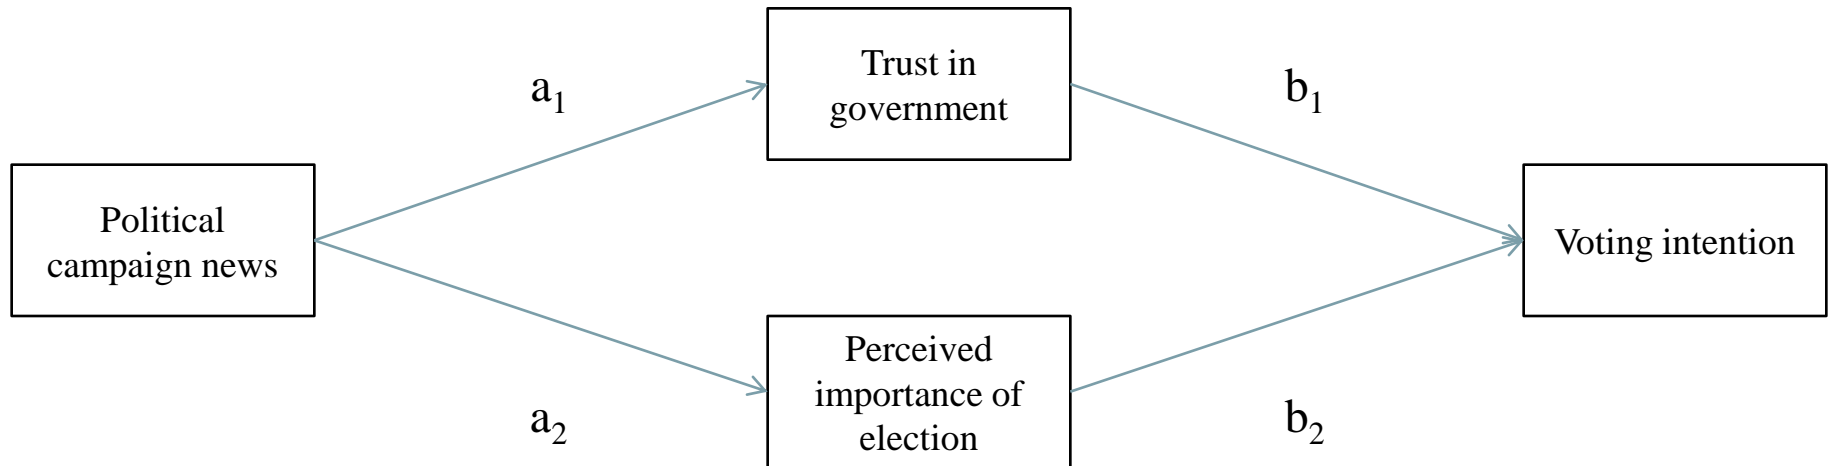 Trust in
government
a₁
b₁
Political
campaign news
Voting intention
Perceived
importance of
election
a₂
b₂